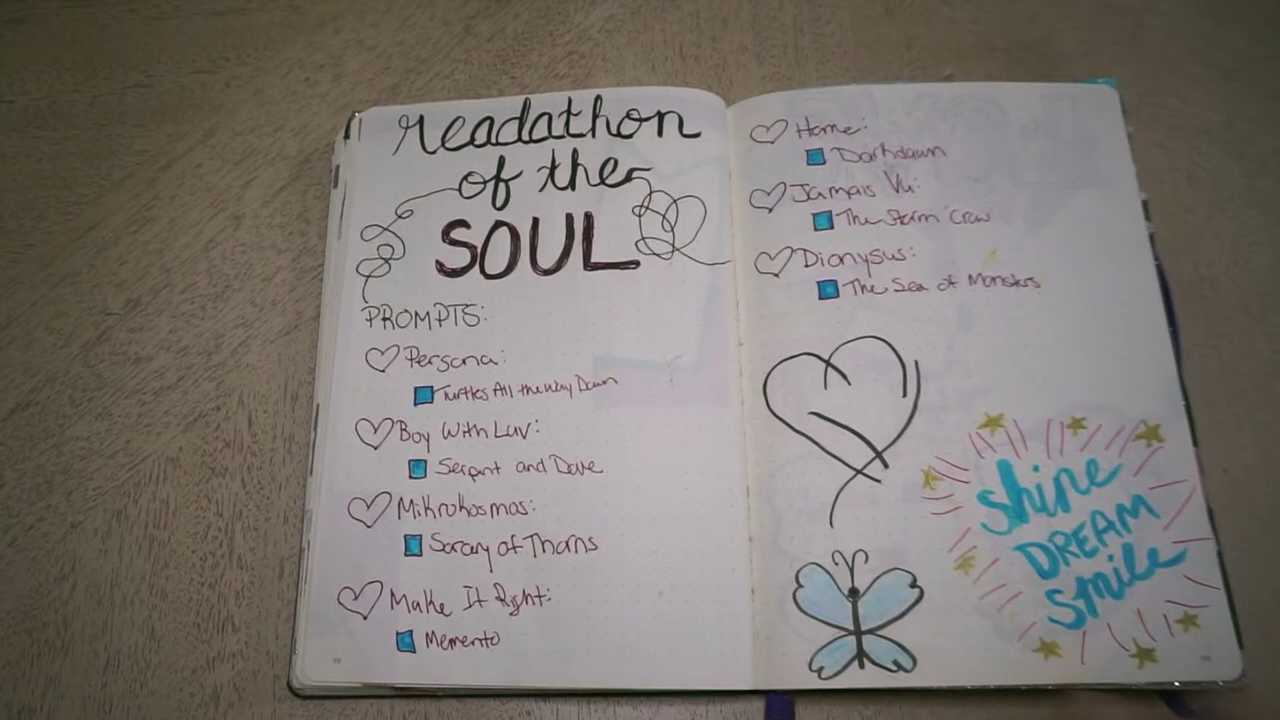 readathon
of the
SOUL
PROMPTS:
Persona:
Turtles All the Way Down
Boy With Luv:
Serpent and Dove
Mikrokosmos:
Sorcery of Thorns
Make It Right:
Memento
Home:
Darkdawn
Jamais Vu:
The Storm Crow
Dionysus:
The Sea of Monsters
Shine
DREAM
Smile